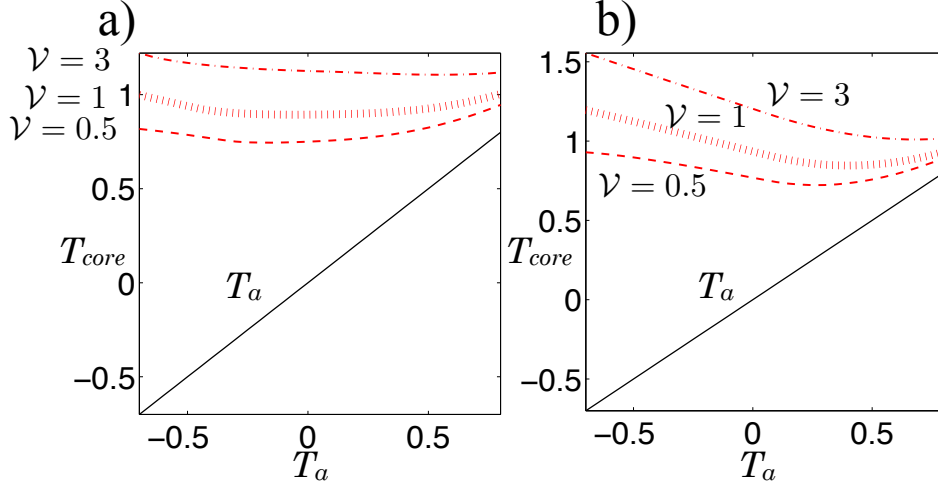 a)
𝒱 = 3
1
𝒱 = 1
𝒱 = 0.5
0.5
T_core
0
T_a
−0.5
−0.5 0 0.5
T_a
b)
1.5
𝒱 = 3
𝒱 = 1
1
𝒱 = 0.5
0.5
T_core
T_a
0
−0.5
−0.5 0 0.5
T_a